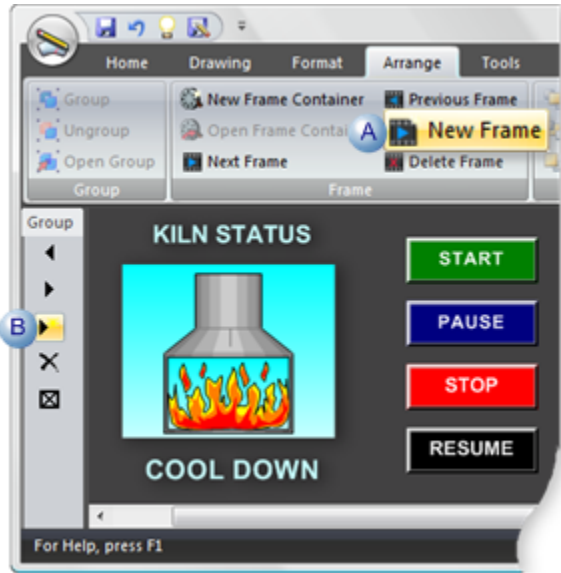 Home Drawing Format Arrange Tools
Group New Frame Container Previous Frame
Ungroup Open Frame A New Frame
Open Group Next Frame Delete Frame
Group Frame
Group
KILN STATUS
START
B
PAUSE
STOP
RESUME
COOL DOWN
For Help, press F1